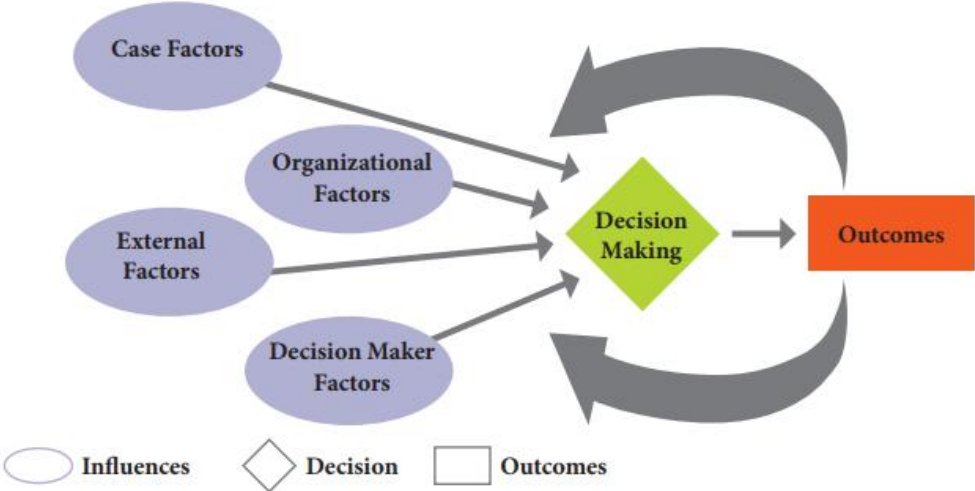 Case Factors
Organizational
Factors
External
Factors
Decision Maker
Factors
Decision
Making
Outcomes
Influences
Decision
Outcomes